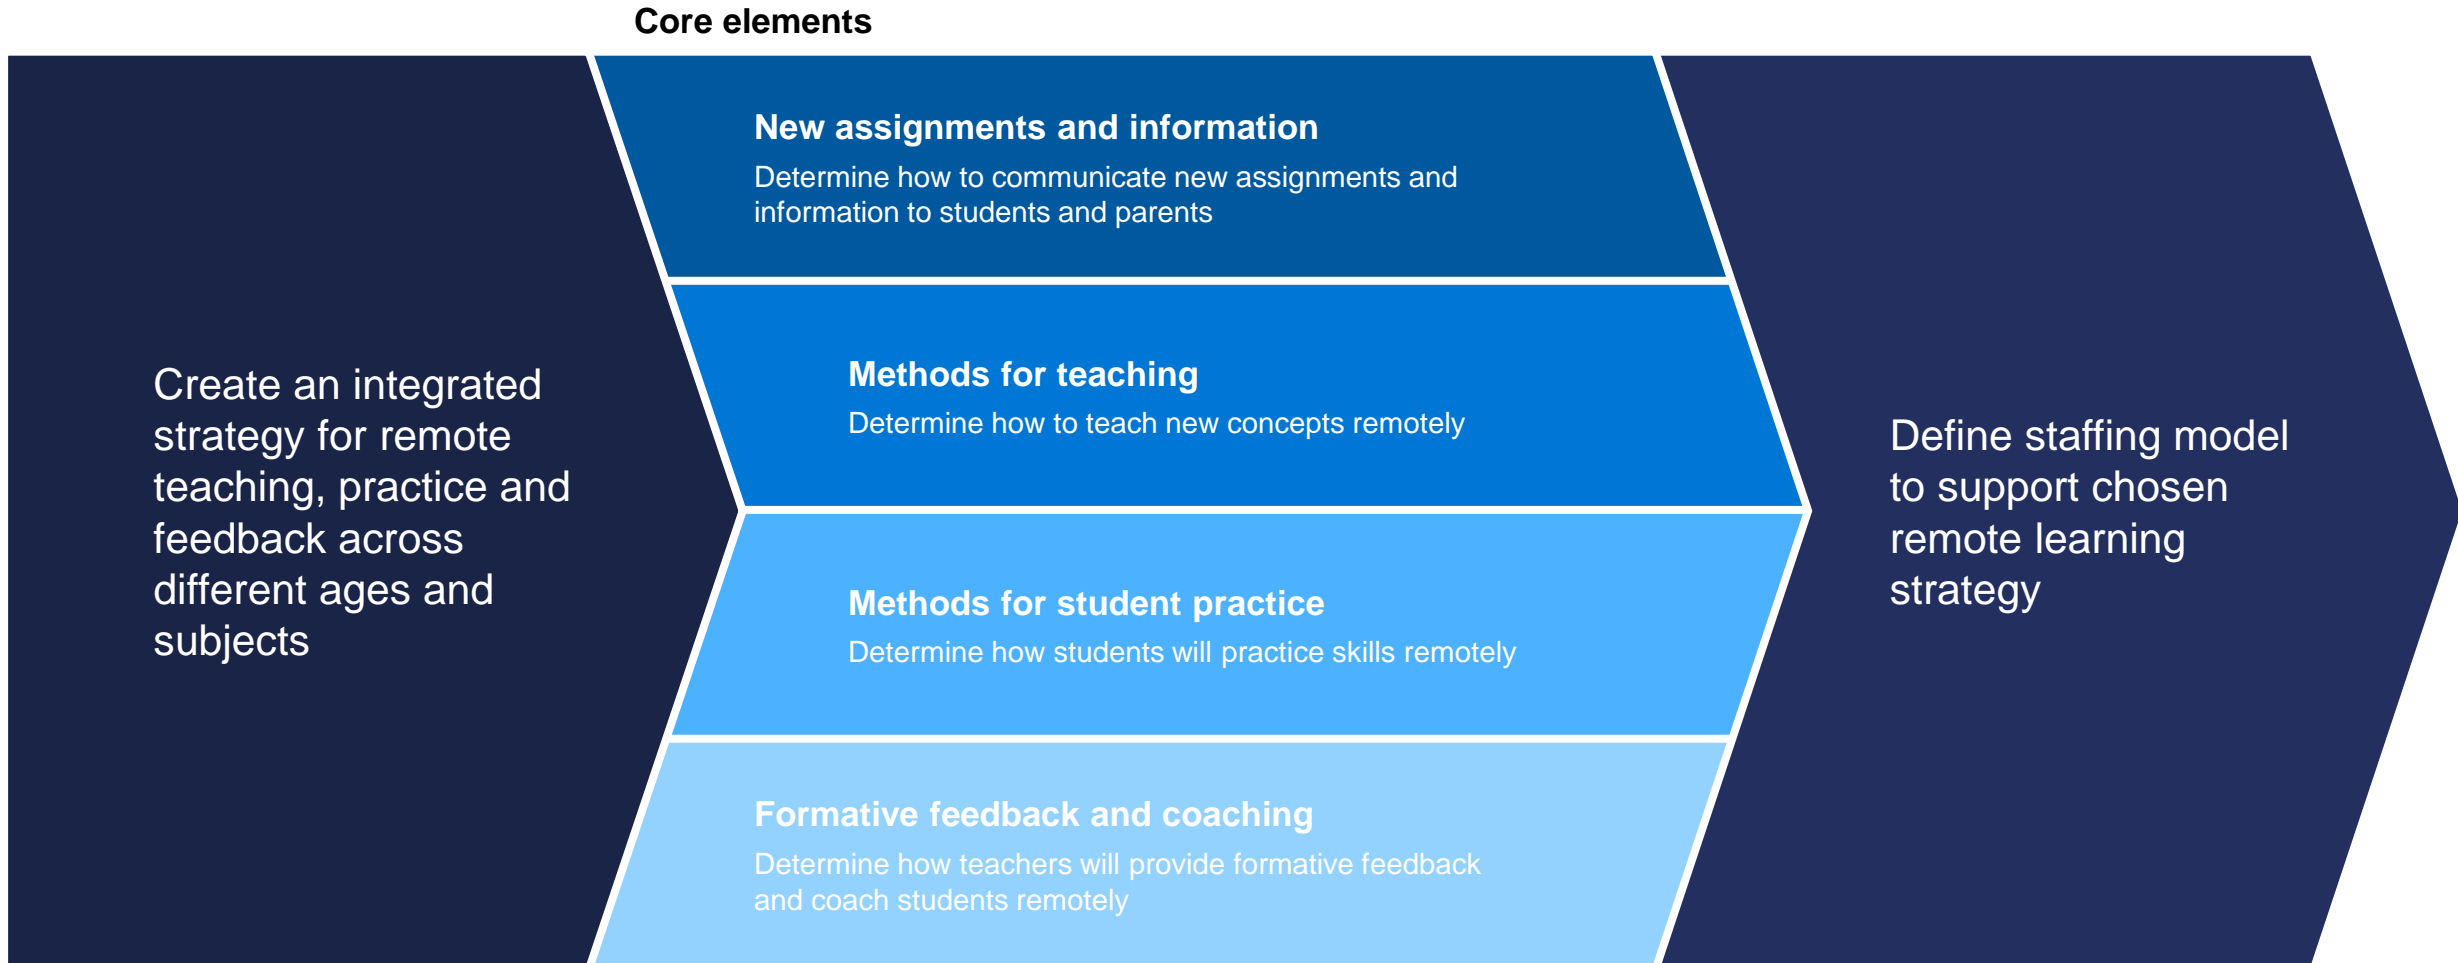 Core elements
Create an integrated
strategy for remote
teaching, practice and
feedback across
different ages and
subjects
New assignments and information
Determine how to communicate new assignments and
information to students and parents
Methods for teaching
Determine how to teach new concepts remotely
Methods for student practice
Determine how students will practice skills remotely
Formative feedback and coaching
Determine how teachers will provide formative feedback
and coach students remotely
Define staffing model
to support chosen
remote learning
strategy